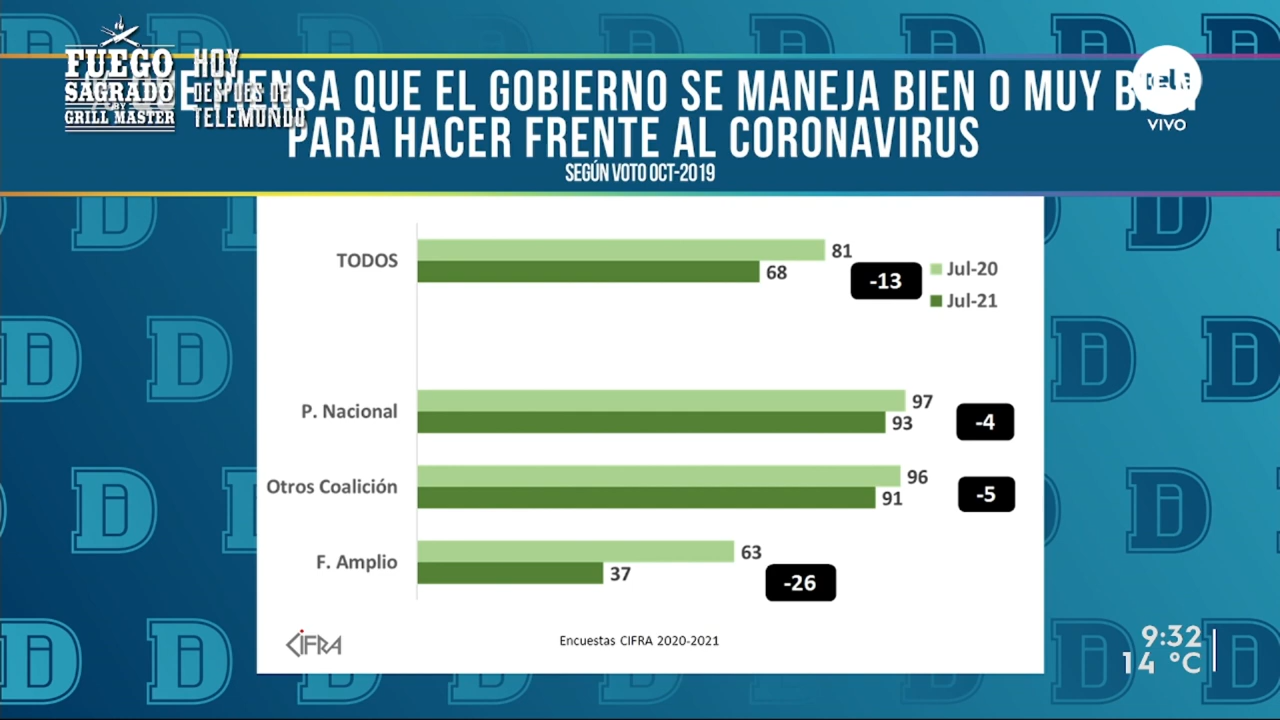 FUEGO
SAGRADO
BY
GRILL MASTER
HOY
DESPUÉS DE
TELEMUNDO
PIENSA QUE EL GOBIERNO SE MANEJA BIEN O MUY BIEN
PARA HACER FRENTE AL CORONAVIRUS
SEGÚN VOTO OCT-2019
tele
VIVO
TODOS
81
68
-13
Jul-20
Jul-21
P. Nacional
97
93
-4
Otros Coalición
96
91
-5
F. Amplio
63
37
-26
CIFRA
Encuestas CIFRA 2020-2021
9:32
14 °C